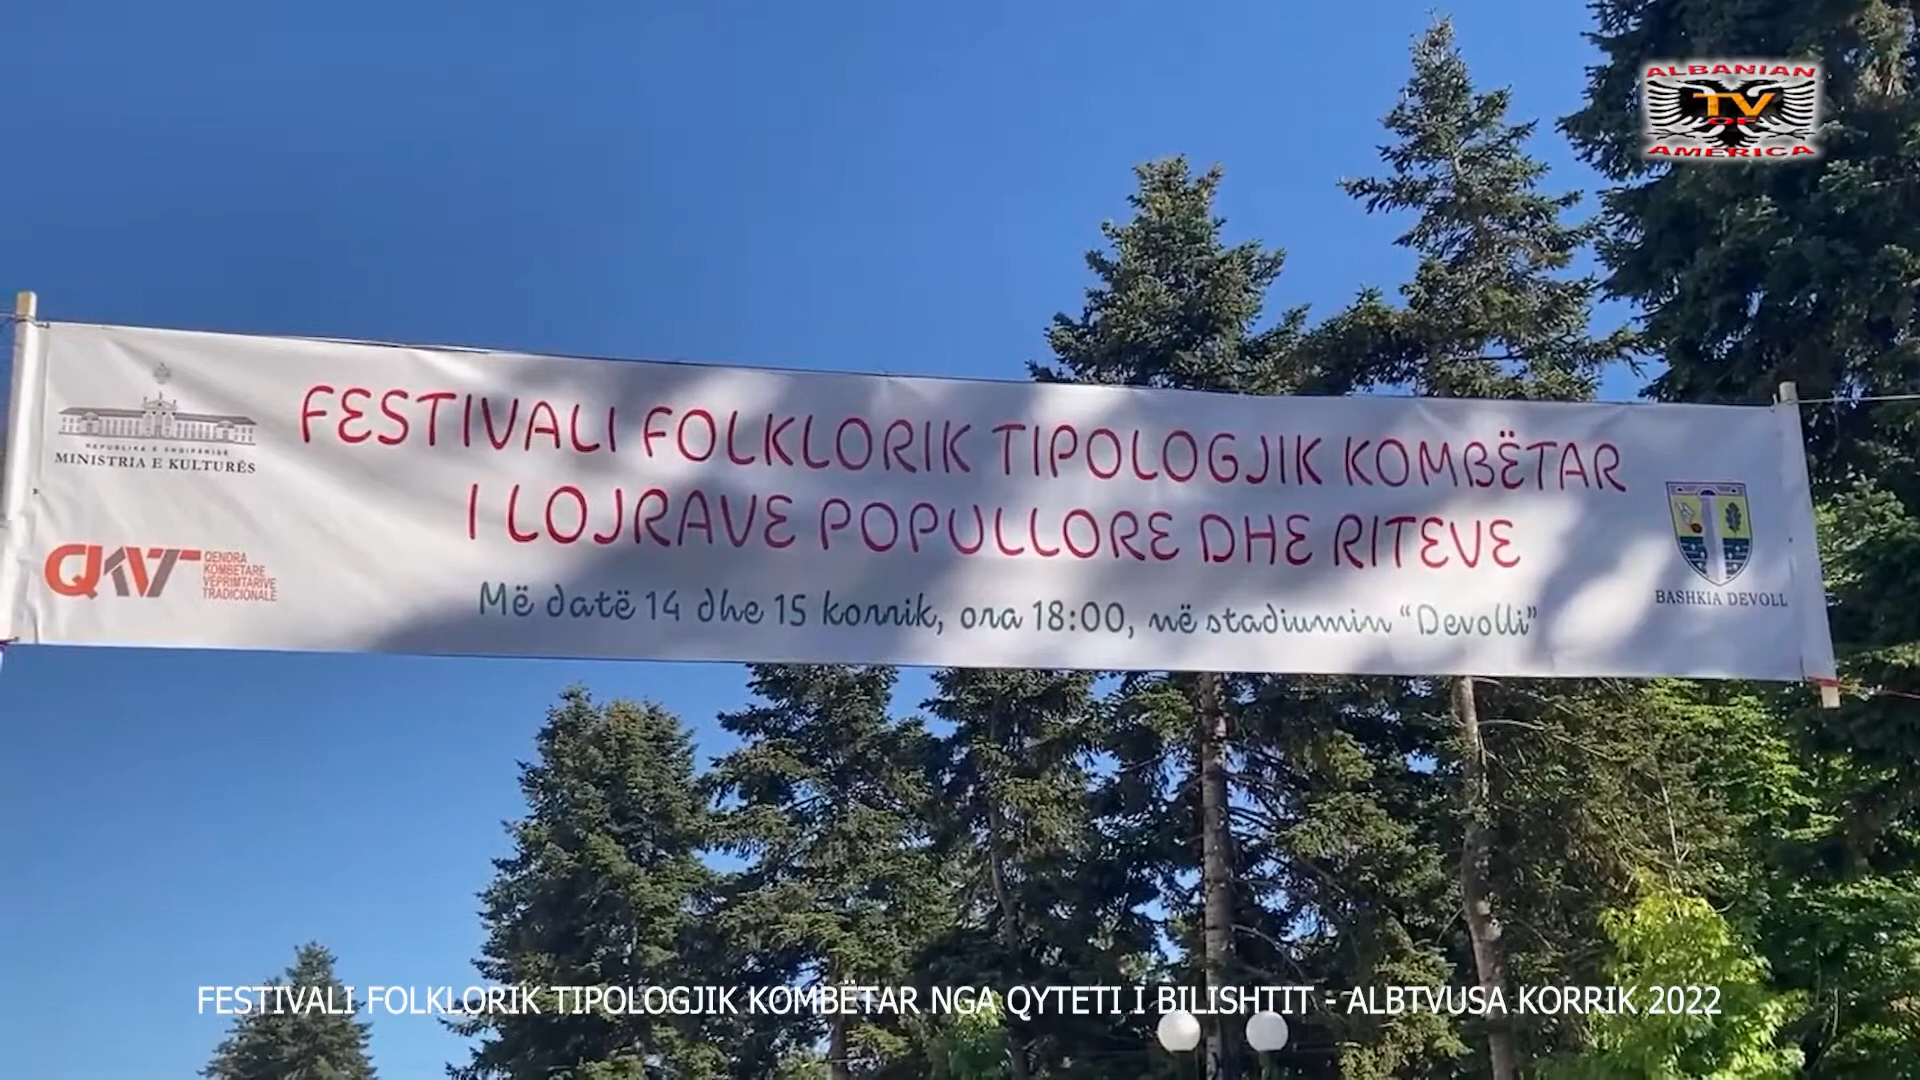 ALBANIAN
TV
OF
AMERICA
FESTIVALI FOLKLORIK TIPOLOGJIK KOMBËTAR
I LOJRAVE POPULLORE DHE RITEVE
Më datë 14 dhe 15 korrik, ora 18:00, në stadiumin “Devolli”
REPUBLIKA E SHQIPËRISË
MINISTRIA E KULTURËS
QKVT
QENDRA
KOMBËTARE
VEPRIMTARIVE
TRADICIONALE
BASHKIA DEVOLL
FESTIVALI FOLKLORIK TIPOLOGJIK KOMBËTAR NGA QYTETI I BILISHTIT - ALBTVUSA KORRIK 2022